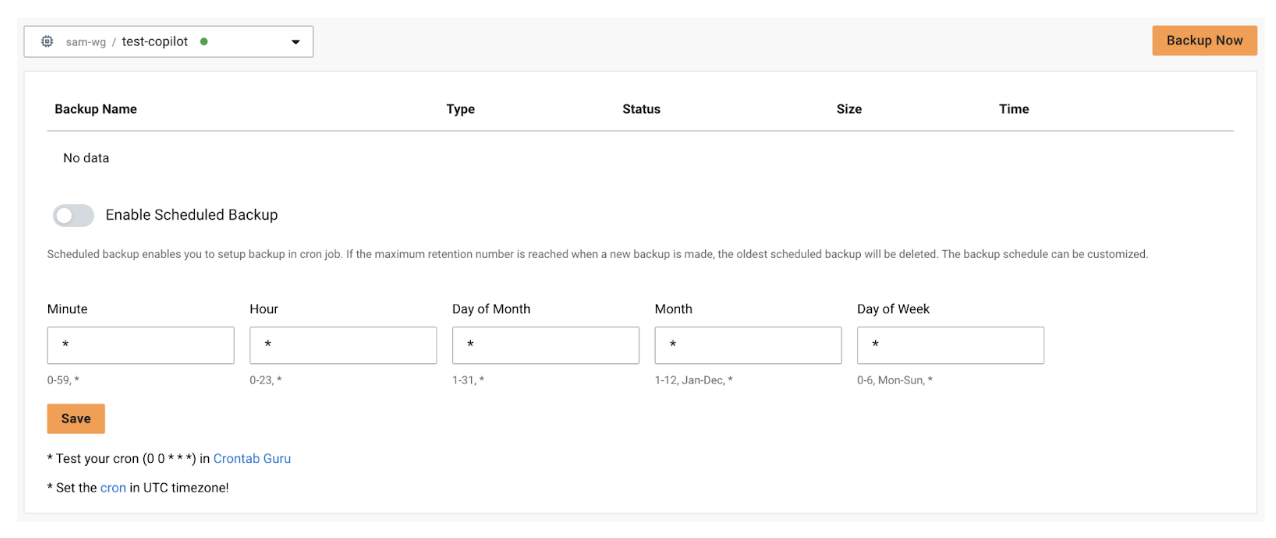 sam-wg / test-copilot
Backup Now
Backup Name Type Status Size Time
No data
Enable Scheduled Backup
Scheduled backup enables you to setup backup in cron job. If the maximum retention number is reached when a new backup is made, the oldest scheduled backup will be deleted. The backup schedule can be customized.
Minute Hour Day of Month Month Day of Week
* * * * *
0-59, * 0-23, * 1-31, * 1-12, Jan-Dec, * 0-6, Mon-Sun, *
Save
* Test your cron (0 0 * * *) in Crontab Guru
* Set the cron in UTC timezone!